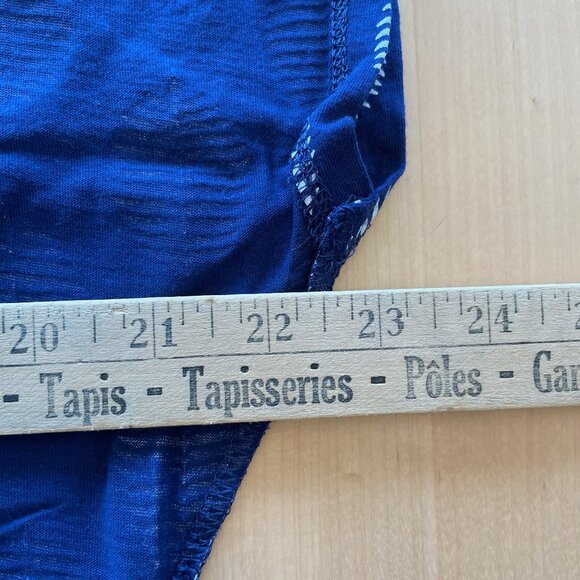 20 21 22 23 24
- Tapis - Tapisseries - Pôles - Gar